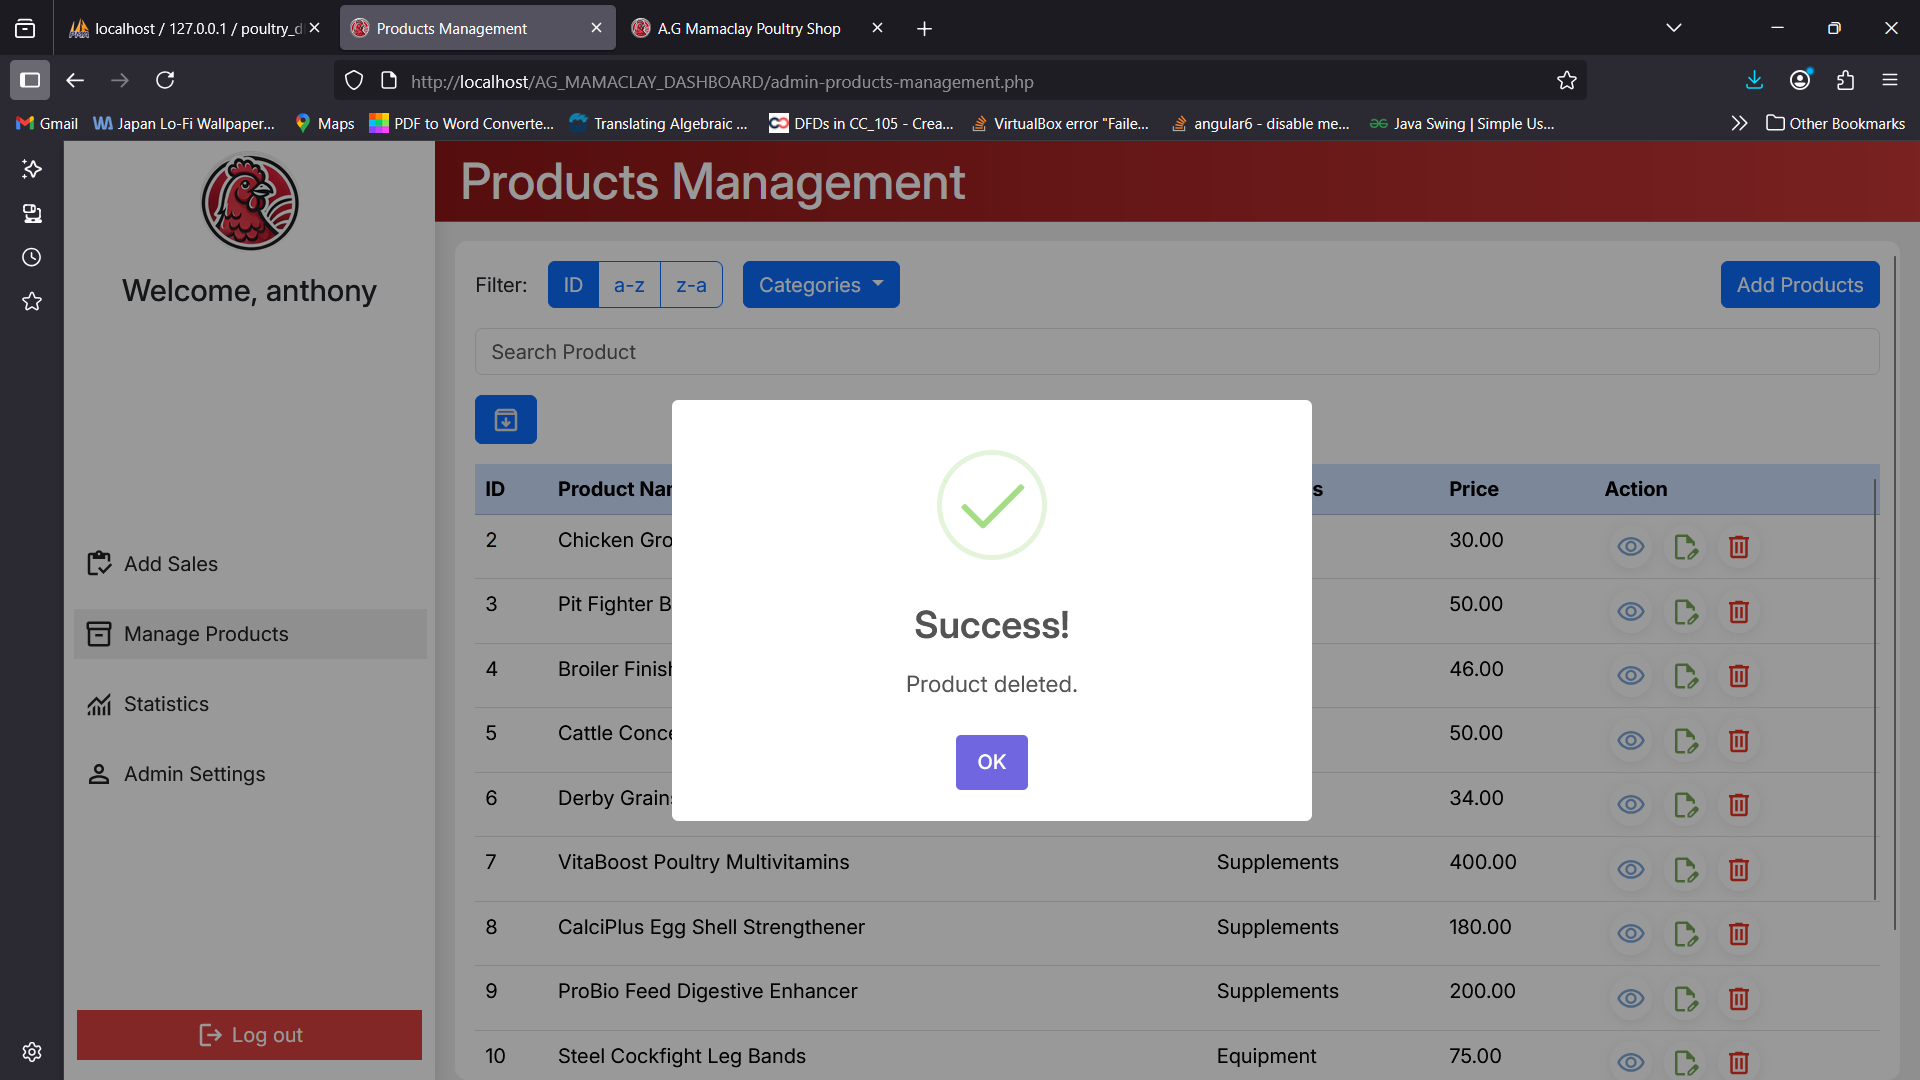 localhost / 127.0.0.1 / poultry_d
Products Management
A.G Mamaclay Poultry Shop
http://localhost/AG_MAMACLAY_DASHBOARD/admin-products-management.php
Gmail
Japan Lo-Fi Wallpaper...
Maps
PDF to Word Converte...
Translating Algebraic ...
DFDs in CC_105 - Crea...
VirtualBox error "Faile...
angular6 - disable me...
Java Swing | Simple Us...
Other Bookmarks
Welcome, anthony
Add Sales
Manage Products
Statistics
Admin Settings
Log out
Products Management
Filter: ID a-z z-a Categories Add Products
Search Product
ID Product Nar s Price Action
2 Chicken Gro 30.00
3 Pit Fighter B 50.00
4 Broiler Finish 46.00
5 Cattle Conce 50.00
6 Derby Grain 34.00
7 VitaBoost Poultry Multivitamins Supplements 400.00
8 CalciPlus Egg Shell Strengthener Supplements 180.00
9 ProBio Feed Digestive Enhancer Supplements 200.00
10 Steel Cockfight Leg Bands Equipment 75.00
Success!
Product deleted.
OK